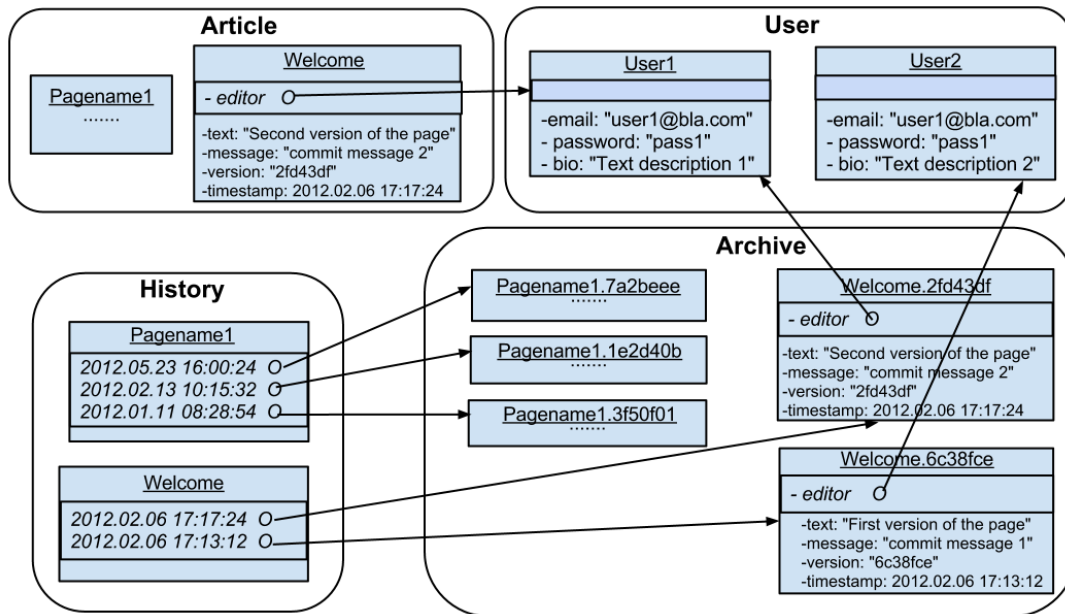 Article
Pagename1
.......
Welcome
- editor O
-text: "Second version of the page"
-message: "commit message 2"
-version: "2fd43df"
-timestamp: 2012.02.06 17:17:24
User
User1
-email: "user1@bla.com"
- password: "pass1"
- bio: "Text description 1"
User2
-email: "user1@bla.com"
- password: "pass1"
- bio: "Text description 2"
History
Pagename1
2012.05.23 16:00:24 O
2012.02.13 10:15:32 O
2012.01.11 08:28:54 O
Welcome
2012.02.06 17:17:24 O
2012.02.06 17:13:12 O
Archive
Pagename1.7a2beee
.......
Pagename1.1e2d40b
.......
Pagename1.3f50f01
.......
Welcome.2fd43df
- editor O
-text: "Second version of the page"
-message: "commit message 2"
-version: "2fd43df"
-timestamp: 2012.02.06 17:17:24
Welcome.6c38fce
- editor O
-text: "First version of the page"
-message: "commit message 1"
-version: "6c38fce"
-timestamp: 2012.02.06 17:13:12